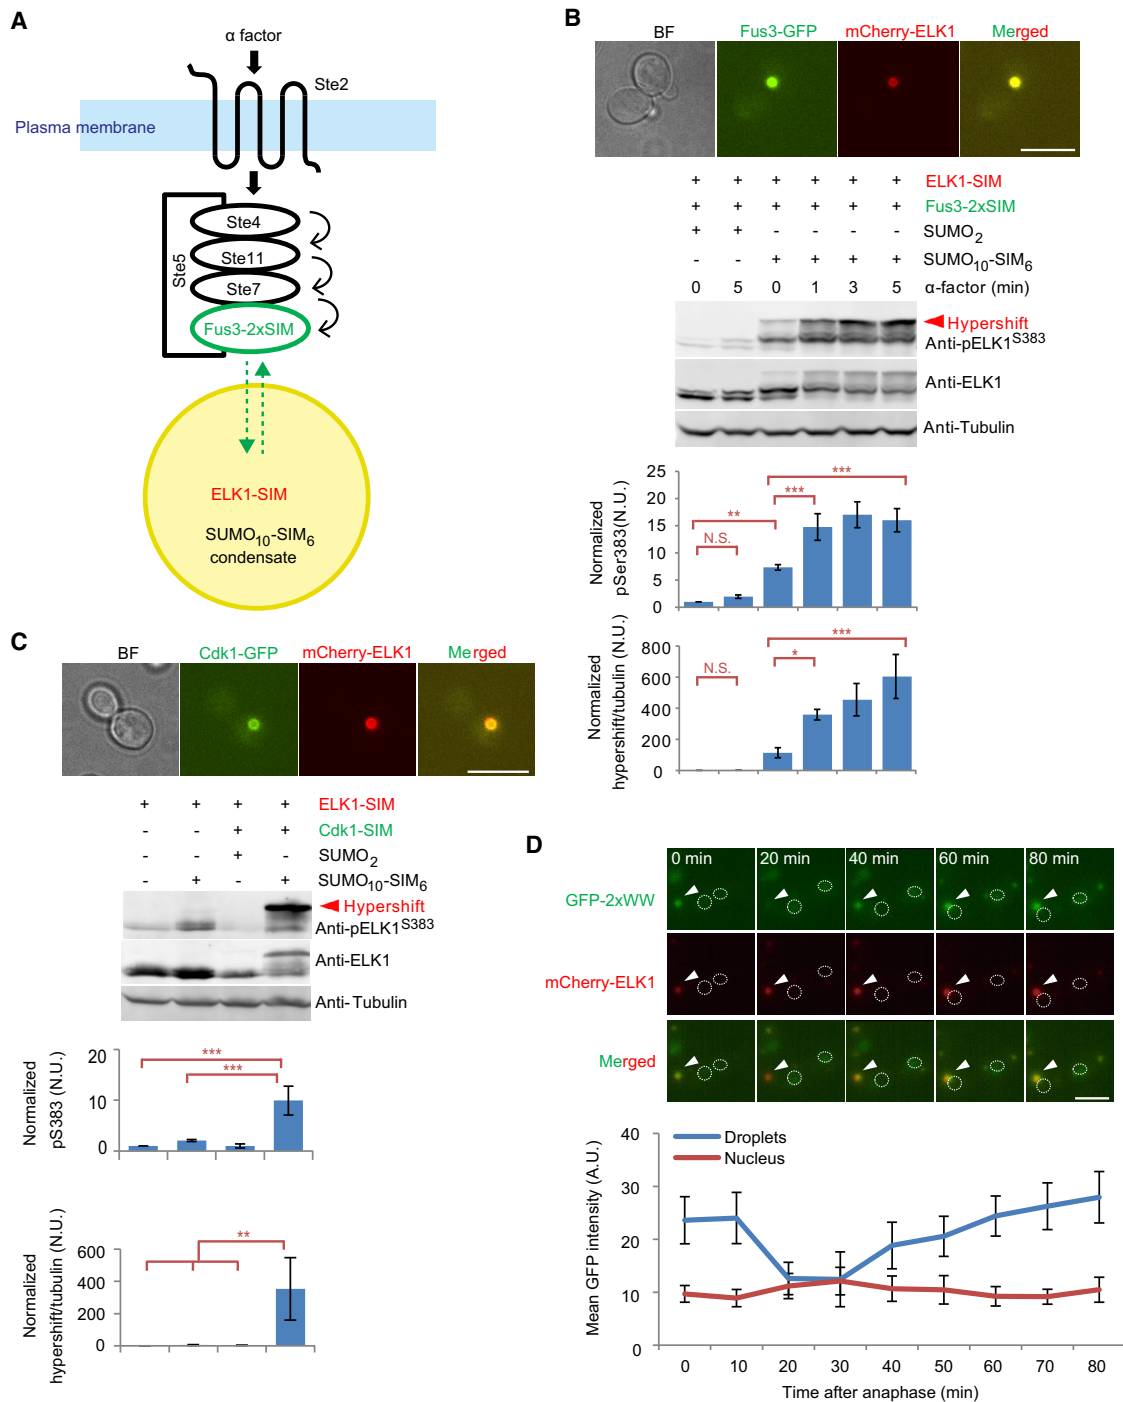 A
α factor
Ste2
Plasma membrane
Ste4
Ste11
Ste7
Ste5
Fus3-2xSIM
ELK1-SIM
SUMO10-SIM6
condensate
B
BF Fus3-GFP mCherry-ELK1 Merged
+ + + + + + ELK1-SIM
+ + + + + + Fus3-2xSIM
+ + - - - - SUMO2
- - + + + + SUMO10-SIM6
0 5 0 1 3 5 α-factor (min)
Hypershift
Anti-pELK1S383
Anti-ELK1
Anti-Tubulin
Normalized
pSer383(N.U.)
25
20
15
10
5
0
N.S.
**
***
***
Normalized
hypershift/tubulin (N.U.)
800
600
400
200
0
N.S.
*
***
C
BF Cdk1-GFP mCherry-ELK1 Merged
+ + + + ELK1-SIM
- - + + Cdk1-SIM
- - + - SUMO2
- + - + SUMO10-SIM6
Hypershift
Anti-pELK1S383
Anti-ELK1
Anti-Tubulin
Normalized
pS383 (N.U.)
20
10
0
***
***
Normalized
hypershift/tubulin (N.U.)
600
400
200
0
**
D
0 min 20 min 40 min 60 min 80 min
GFP-2xWW
mCherry-ELK1
Merged
Mean GFP intensity (A.U.)
40
30
20
10
0
Droplets
Nucleus
0 10 20 30 40 50 60 70 80
Time after anaphase (min)